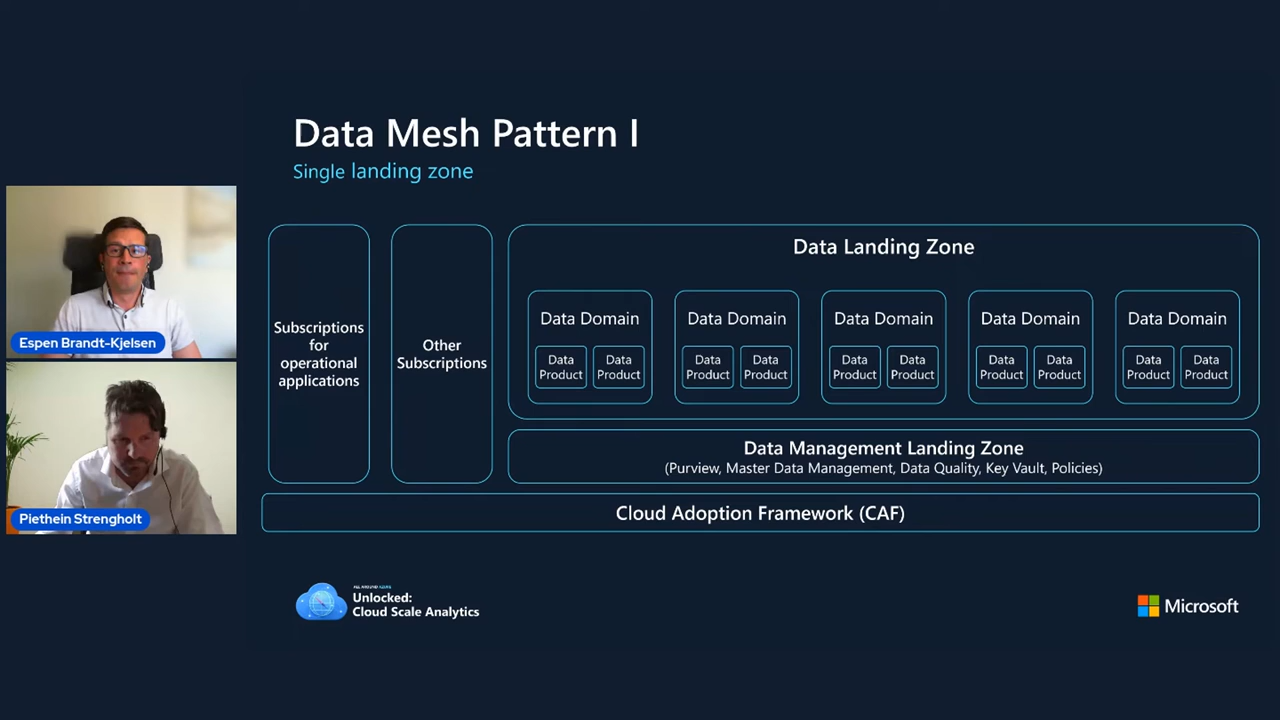 Data Mesh Pattern I
Single landing zone
Espen Brandt-Kjelsen
Piethein Strengholt
Subscriptions
for
operational
applications
Other
Subscriptions
Data Landing Zone
Data Domain
Data
Product
Data
Product
Data Domain
Data
Product
Data
Product
Data Domain
Data
Product
Data
Product
Data Domain
Data
Product
Data
Product
Data Domain
Data
Product
Data
Product
Data Management Landing Zone
(Purview, Master Data Management, Data Quality, Key Vault, Policies)
Cloud Adoption Framework (CAF)
ALL AROUND AZURE
Unlocked:
Cloud Scale Analytics
Microsoft